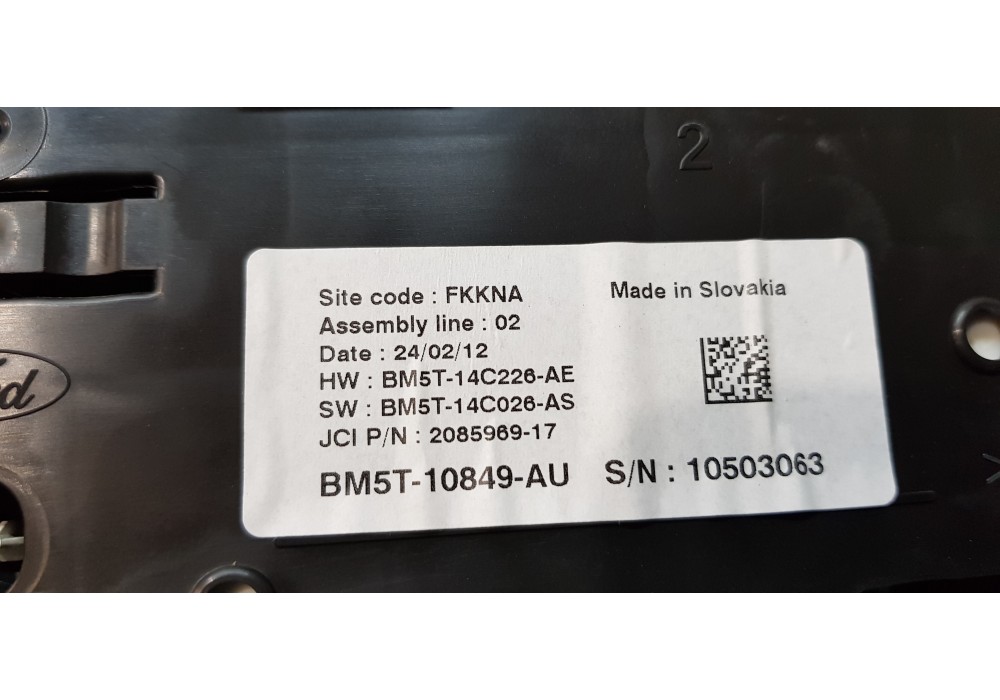 2
Site code : FKKNA
Made in Slovakia
Assembly line : 02
Date : 24/02/12
HW : BM5T-14C226-AE
SW : BM5T-14C026-AS
JCI P/N : 2085969-17
BM5T-10849-AU S/N : 10503063